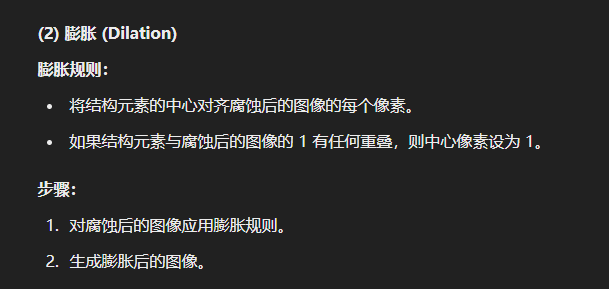 (2) 膨胀 (Dilation)
膨胀规则：
• 将结构元素的中心对齐腐蚀后的图像的每个像素。
• 如果结构元素与腐蚀后的图像的 1 有任何重叠，则中心像素设为 1。
步骤：
1. 对腐蚀后的图像应用膨胀规则。
2. 生成膨胀后的图像。